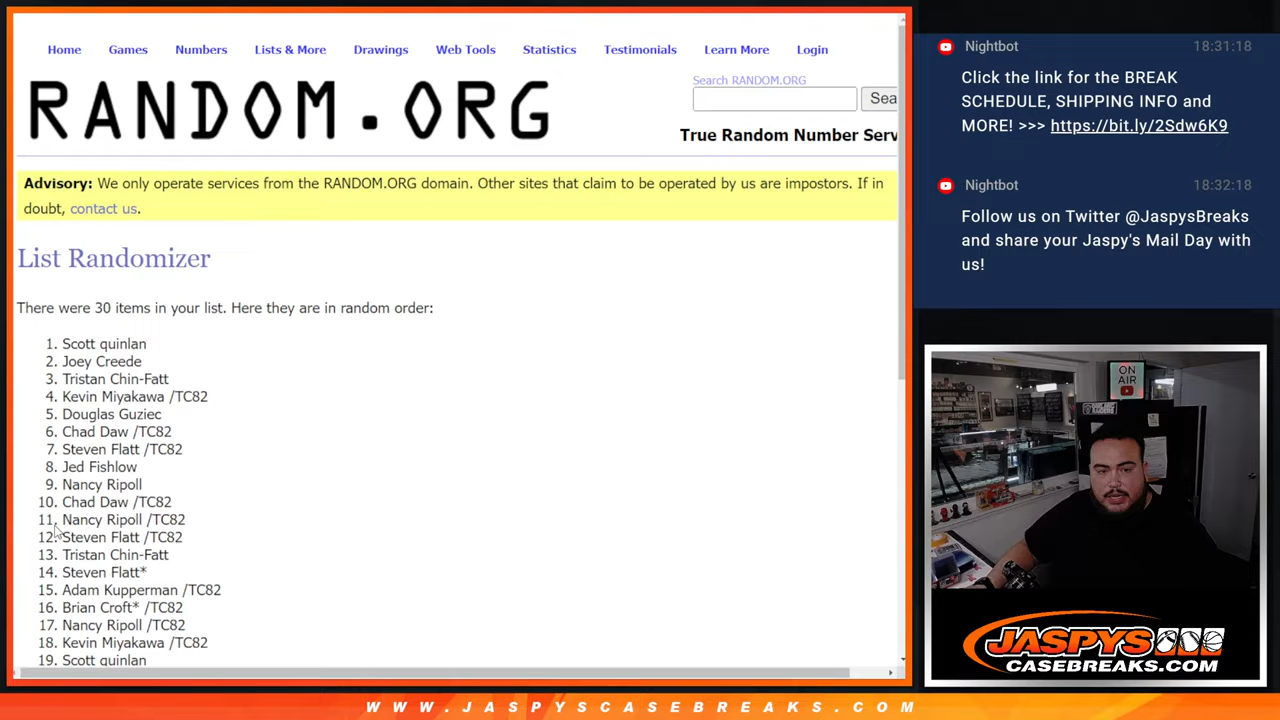 Home Games Numbers Lists & More Drawings Web Tools Statistics Testimonials Learn More Login
RANDOM.ORG
Search RANDOM.ORG
Sea
True Random Number Serv
Advisory: We only operate services from the RANDOM.ORG domain. Other sites that claim to be operated by us are impostors. If in
doubt, contact us.
List Randomizer
There were 30 items in your list. Here they are in random order:
1. Scott quinlan
2. Joey Creede
3. Tristan Chin-Fatt
4. Kevin Miyakawa /TC82
5. Douglas Guziec
6. Chad Daw /TC82
7. Steven Flatt /TC82
8. Jed Fishlow
9. Nancy Ripoll
10. Chad Daw /TC82
11. Nancy Ripoll /TC82
12. Steven Flatt /TC82
13. Tristan Chin-Fatt
14. Steven Flatt*
15. Adam Kupperman /TC82
16. Brian Croft* /TC82
17. Nancy Ripoll /TC82
18. Kevin Miyakawa /TC82
19. Scott quinlan
Nightbot 18:31:18
Click the link for the BREAK
SCHEDULE, SHIPPING INFO and
MORE! >>> https://bit.ly/2Sdw6K9
Nightbot 18:32:18
Follow us on Twitter @JaspysBreaks
and share your Jaspy's Mail Day with
us!
ON
AIR
JASPYS
CASEBREAKS.COM
WWW.JASPYSCASEBREAKS.COM